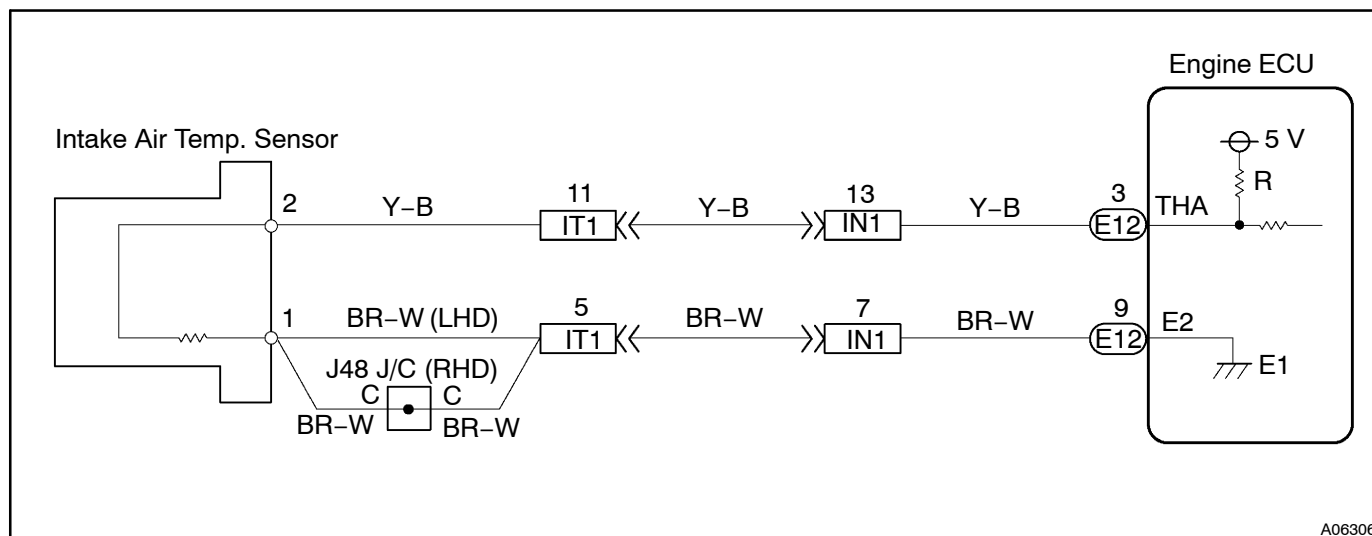 Engine ECU
Intake Air Temp. Sensor
5 V
R
2
Y−B
11
IT1
Y−B
13
IN1
Y−B
3
E12
THA
1
BR−W (LHD)
5
IT1
BR−W
7
IN1
BR−W
9
E12
E2
E1
J48 J/C (RHD)
C
C
BR−W
BR−W
A06306